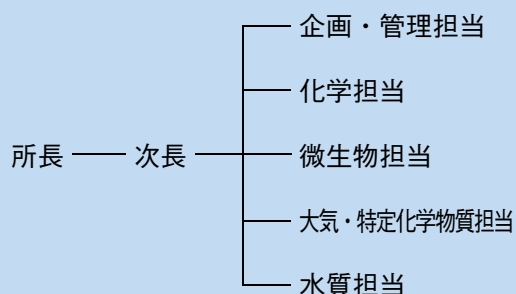 所長
次長
企画・管理担当
化学担当
微生物担当
大気・特定化学物質担当
水質担当